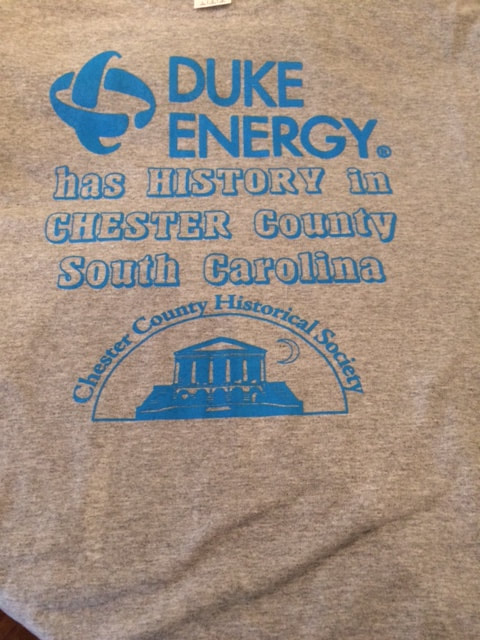 DUKE
ENERGY®
has HISTORY in
CHESTER County
South Carolina
Chester County Historical Society